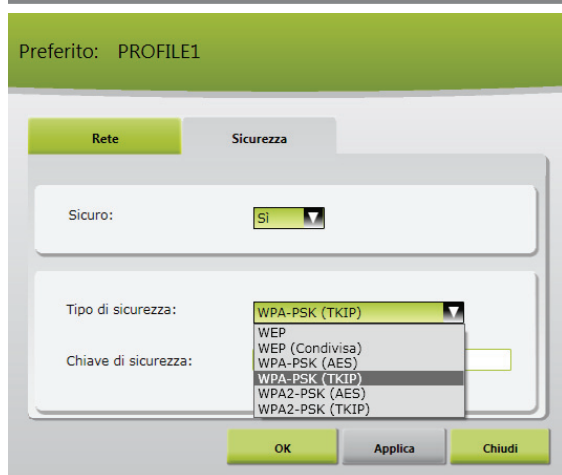 Preferito: PROFILE1
Rete
Sicurezza
Sicuro:
Sì
Tipo di sicurezza:
WPA-PSK (TKIP)
WEP
WEP (Condivisa)
Chiave di sicurezza:
WPA-PSK (AES)
WPA-PSK (TKIP)
WPA2-PSK (AES)
WPA2-PSK (TKIP)
OK
Applica
Chiudi